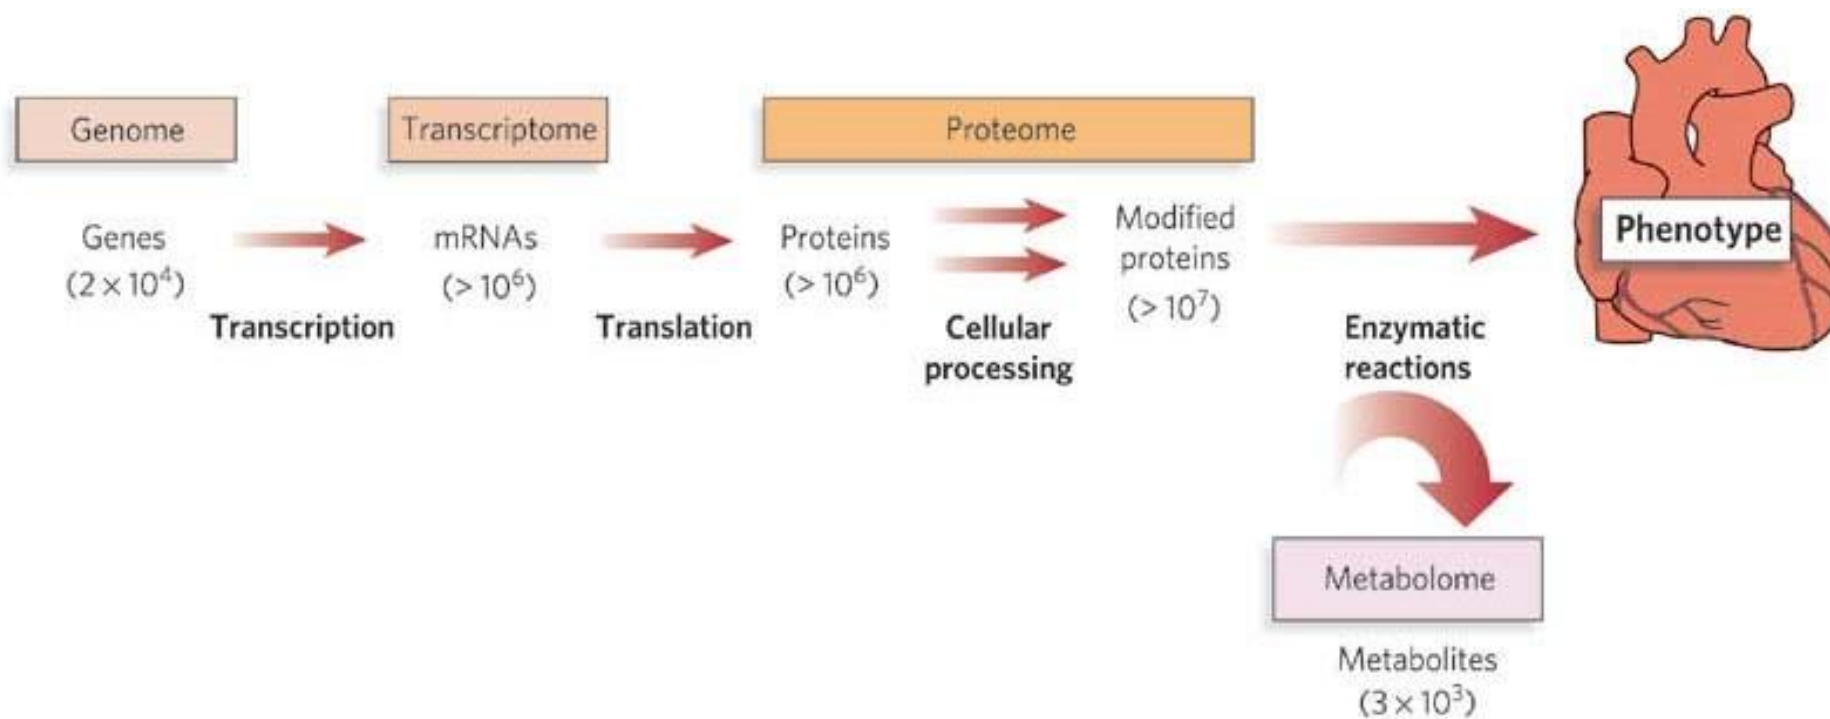 Genome
Transcriptome
Proteome
Genes
(2 × 10⁴)
Transcription
mRNAs
(> 10⁶)
Translation
Proteins
(> 10⁶)
Cellular
processing
Modified
proteins
(> 10⁷)
Enzymatic
reactions
Phenotype
Metabolome
Metabolites
(3 × 10³)